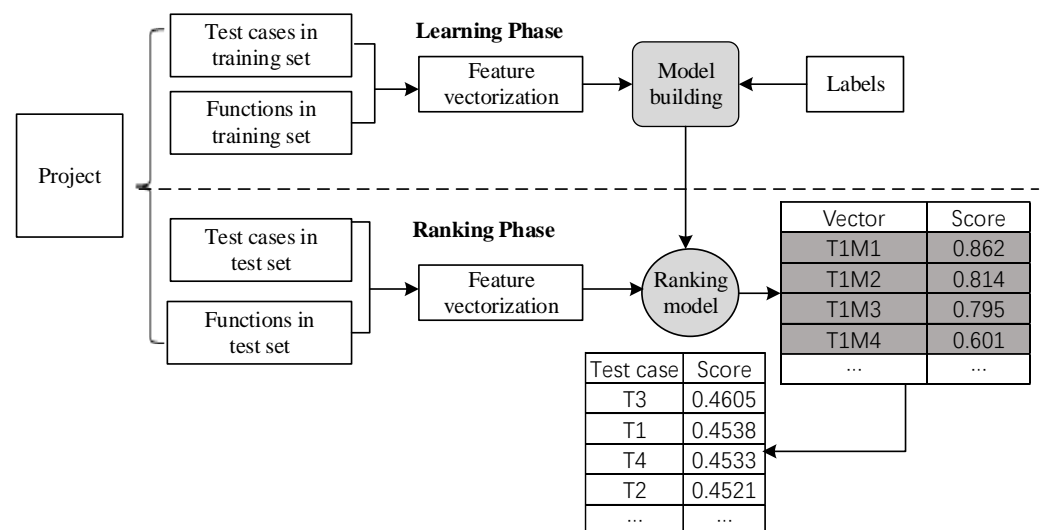 Project
Test cases in
training set
Functions in
training set
Learning Phase
Feature
vectorization
Model
building
Labels
Test cases in
test set
Functions in
test set
Ranking Phase
Feature
vectorization
Ranking
model
Vector Score
T1M1 0.862
T1M2 0.814
T1M3 0.795
T1M4 0.601
... ...
Test case Score
T3 0.4605
T1 0.4538
T4 0.4533
T2 0.4521
... ...